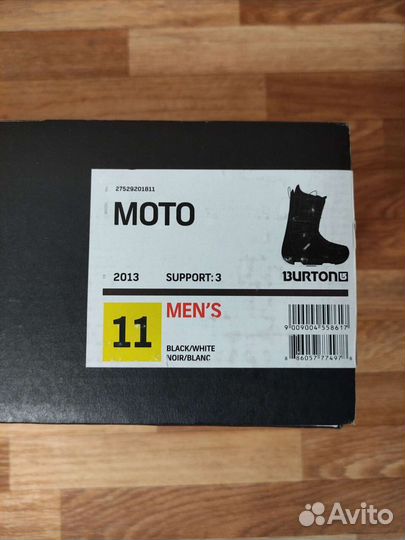 27529201811
MOTO
2013 SUPPORT: 3
BURTON
MEN'S
11
BLACK/WHITE
NOIR/BLANC
9 009004 558617
8 86057 77497 8
Avito